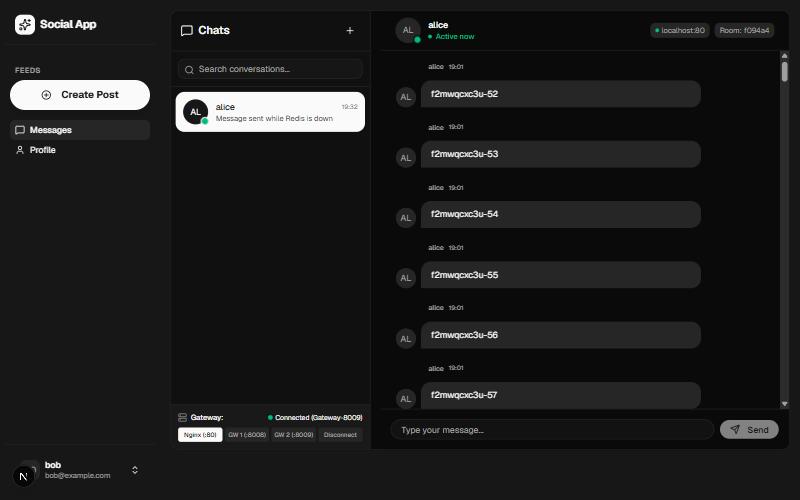 Social App
FEEDS
Create Post
Messages
Profile
N
bob
bob@example.com
Chats
+
Search conversations...
AL
alice
19:32
Message sent while Redis is down
Gateway:
Connected (Gateway-8009)
Nginx (:80)
GW 1 (:8008)
GW 2 (:8009)
Disconnect
AL
alice
Active now
localhost:80
Room: f094a4
alice 19:01
AL
f2mwqcxc3u-52
alice 19:01
AL
f2mwqcxc3u-53
alice 19:01
AL
f2mwqcxc3u-54
alice 19:01
AL
f2mwqcxc3u-55
alice 19:01
AL
f2mwqcxc3u-56
alice 19:01
AL
f2mwqcxc3u-57
Type your message...
Send